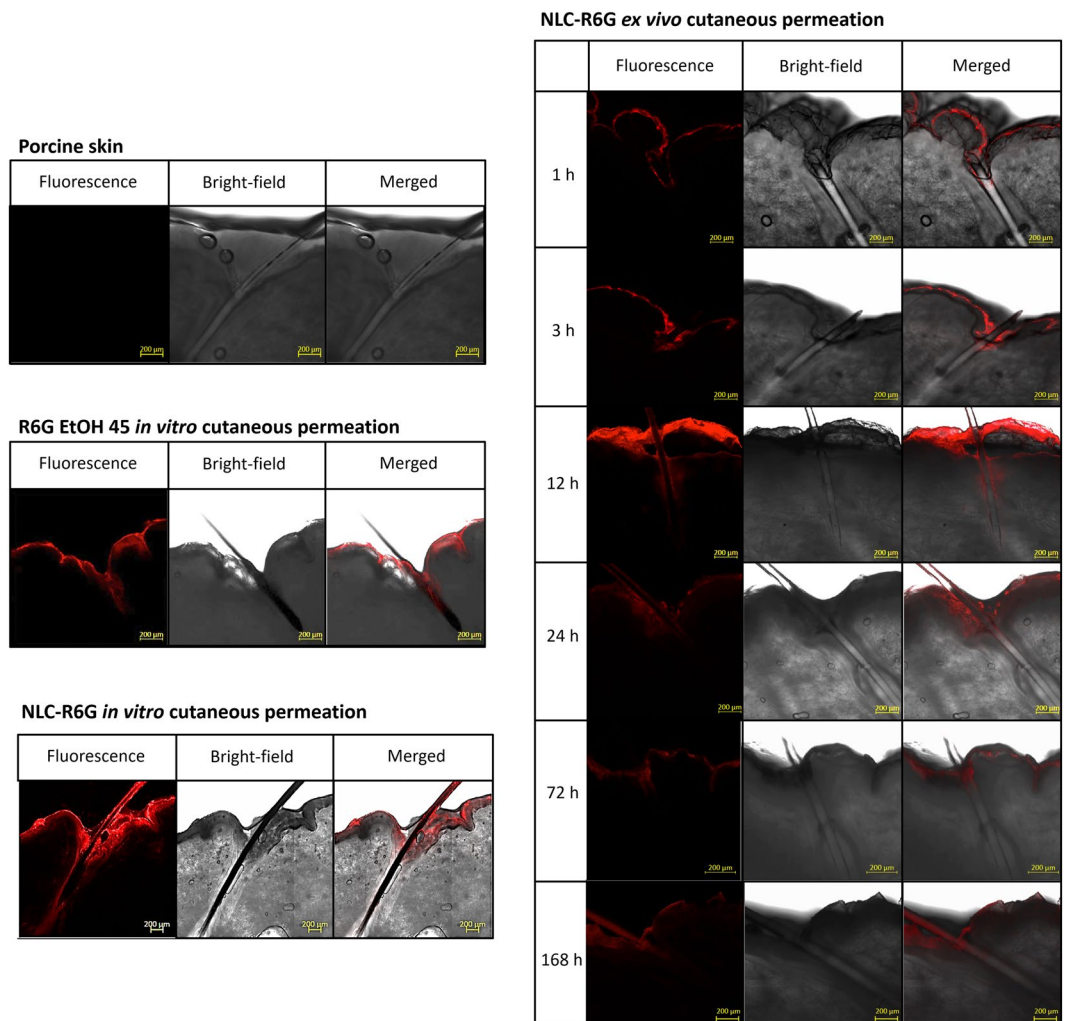 Porcine skin
Fluorescence Bright-field Merged
200 µm 200 µm 200 µm
R6G EtOH 45 in vitro cutaneous permeation
Fluorescence Bright-field Merged
200 µm 200 µm 200 µm
NLC-R6G in vitro cutaneous permeation
Fluorescence Bright-field Merged
200 µm 200 µm 200 µm
NLC-R6G ex vivo cutaneous permeation
Fluorescence Bright-field Merged
1 h
200 µm 200 µm 200 µm
3 h
200 µm 200 µm 200 µm
12 h
200 µm 200 µm 200 µm
24 h
200 µm 200 µm 200 µm
72 h
200 µm 200 µm 200 µm
168 h
200 µm 200 µm 200 µm